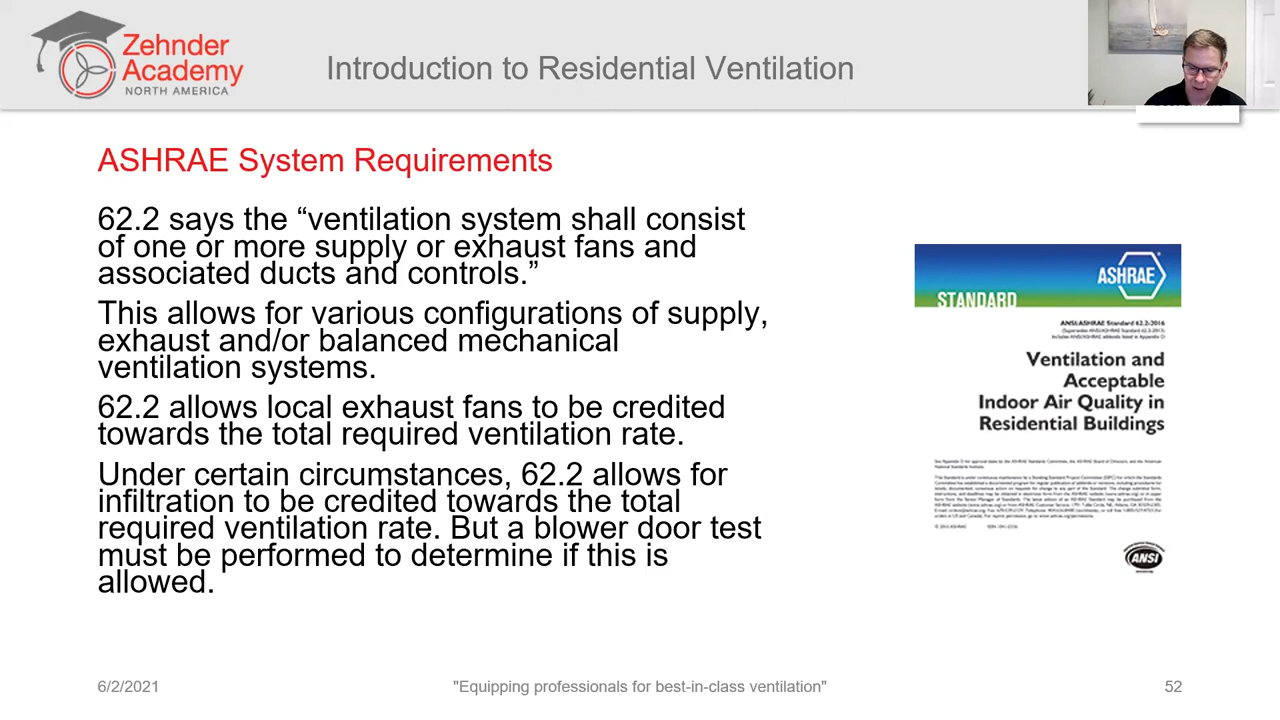 Zehnder
Academy
NORTH AMERICA
Introduction to Residential Ventilation
ASHRAE System Requirements
62.2 says the “ventilation system shall consist
of one or more supply or exhaust fans and
associated ducts and controls.”
This allows for various configurations of supply,
exhaust and/or balanced mechanical
ventilation systems.
62.2 allows local exhaust fans to be credited
towards the total required ventilation rate.
Under certain circumstances, 62.2 allows for
infiltration to be credited towards the total
required ventilation rate. But a blower door test
must be performed to determine if this is
allowed.
ASHRAE
STANDARD
ANSI/ASHRAE Standard 62.2-2016
Ventilation and
Acceptable
Indoor Air Quality in
Residential Buildings
ANSI
6/2/2021
"Equipping professionals for best-in-class ventilation"
52